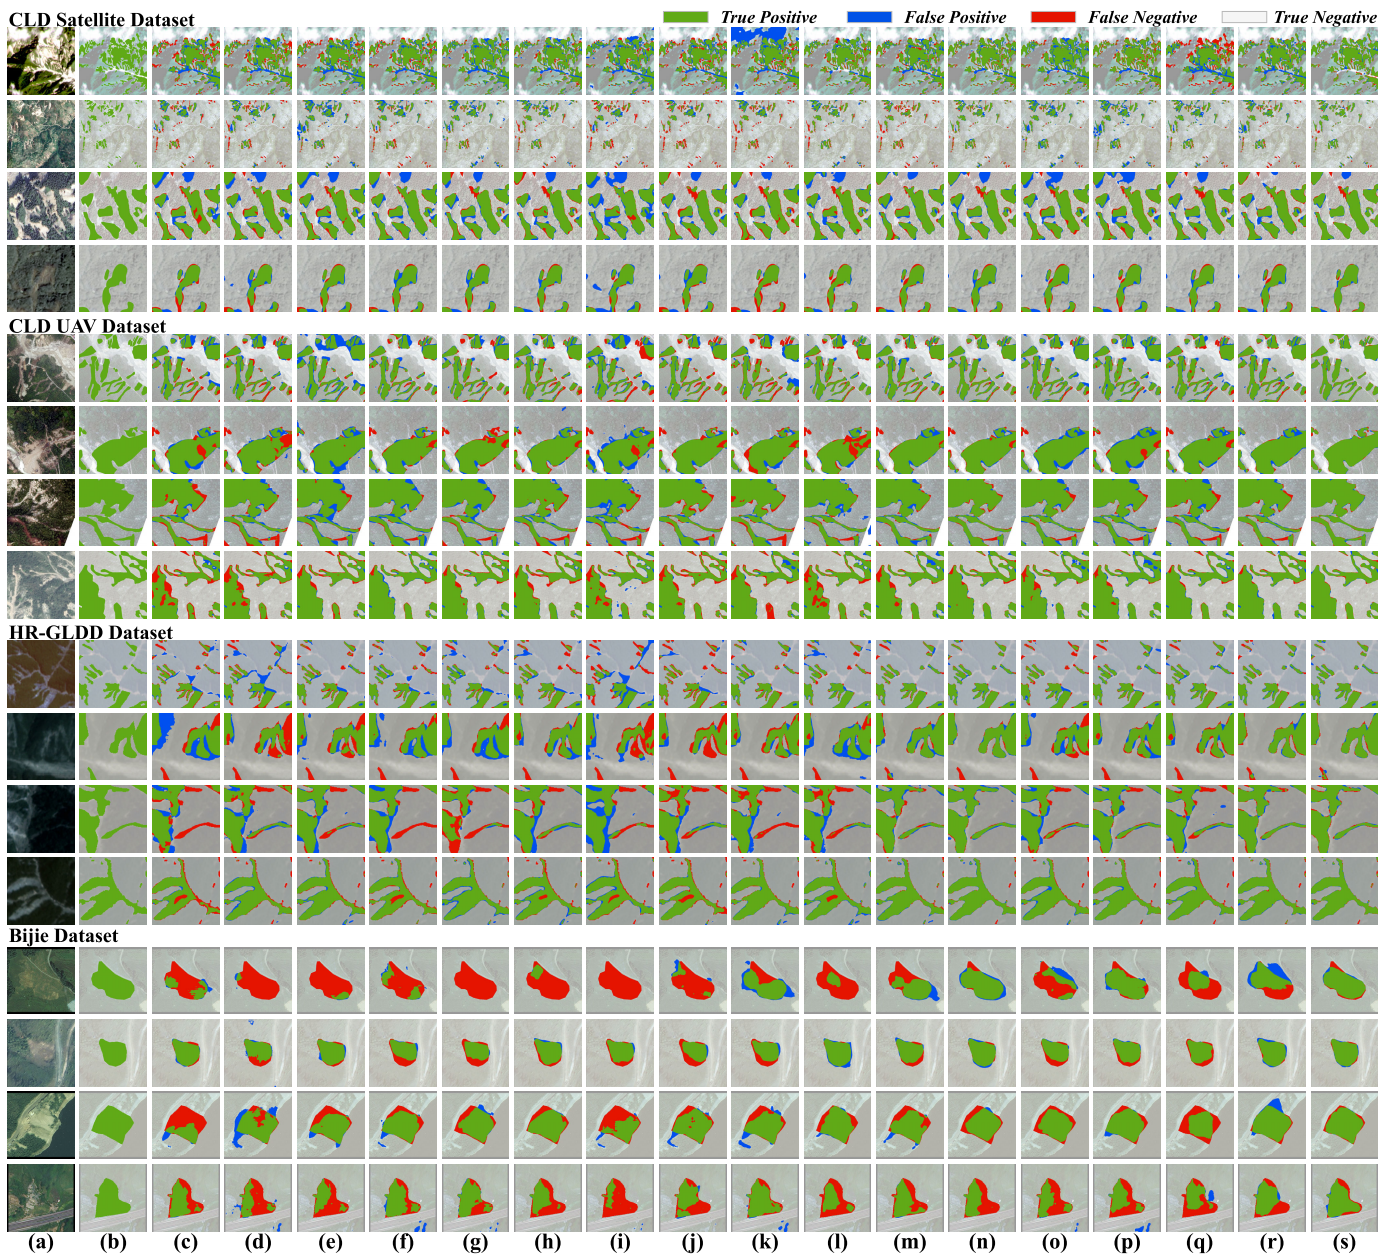 CLD Satellite Dataset
True Positive False Positive False Negative True Negative
CLD UAV Dataset
HR-GLDD Dataset
Bijie Dataset
(a) (b) (c) (d) (e) (f) (g) (h) (i) (j) (k) (l) (m) (n) (o) (p) (q) (r) (s)